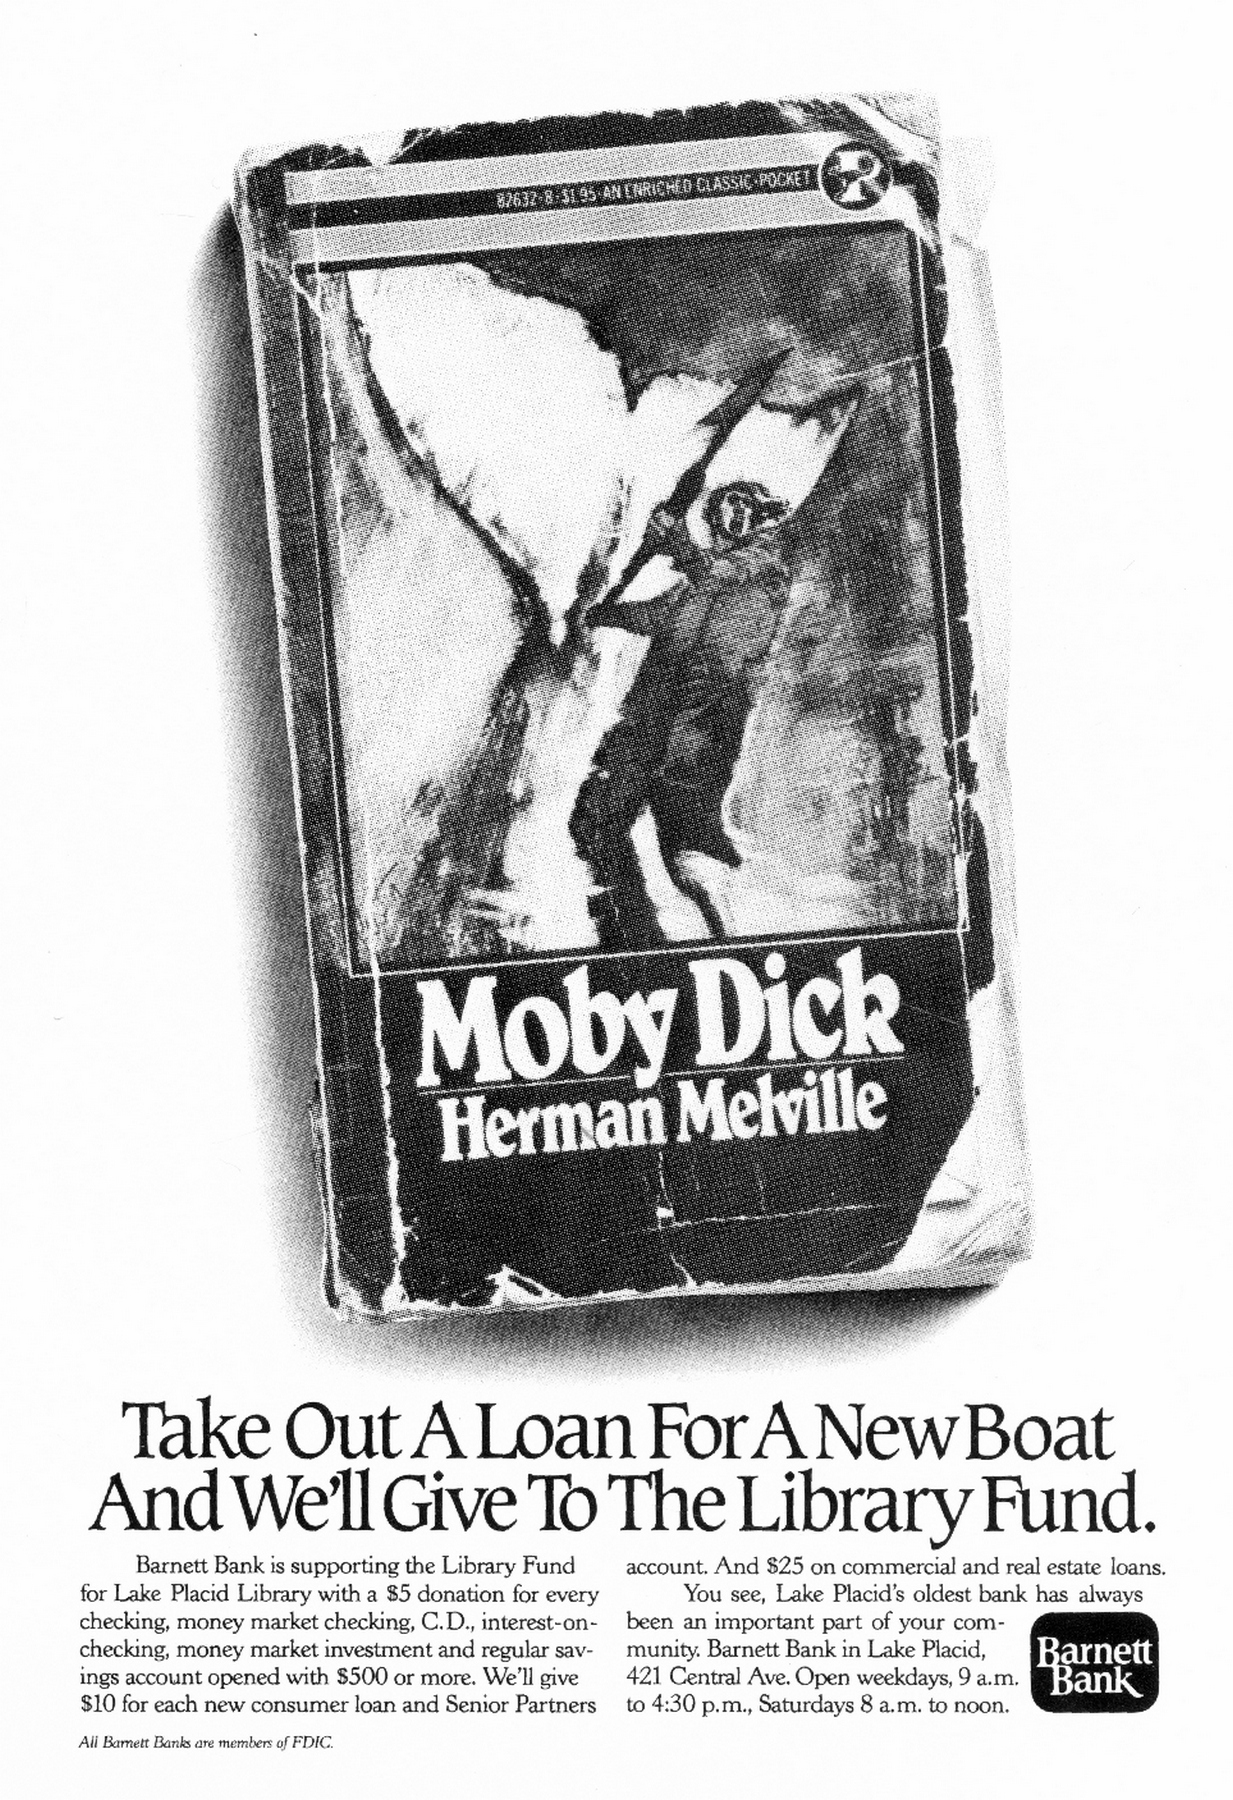 82632-8·$1.95·AN ENRICHED CLASSIC·POCKET
Moby Dick
Herman Melville
Take Out A Loan For A New Boat
And We'll Give To The Library Fund.
Barnett Bank is supporting the Library Fund
for Lake Placid Library with a $5 donation for every
checking, money market checking, C.D., interest-on-
checking, money market investment and regular sav-
ings account opened with $500 or more. We'll give
$10 for each new consumer loan and Senior Partners
account. And $25 on commercial and real estate loans.
You see, Lake Placid's oldest bank has always
been an important part of your com-
munity. Barnett Bank in Lake Placid,
421 Central Ave. Open weekdays, 9 a.m.
to 4:30 p.m., Saturdays 8 a.m. to noon.
Barnett
Bank
All Barnett Banks are members of FDIC.